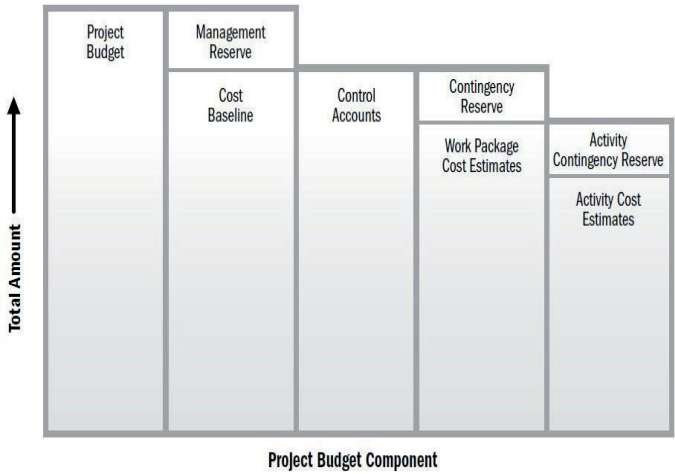 Project
Budget
Management
Reserve
Cost
Baseline
Control
Accounts
Contingency
Reserve
Work Package
Cost Estimates
Activity
Contingency Reserve
Activity Cost
Estimates
Total Amount
Project Budget Component